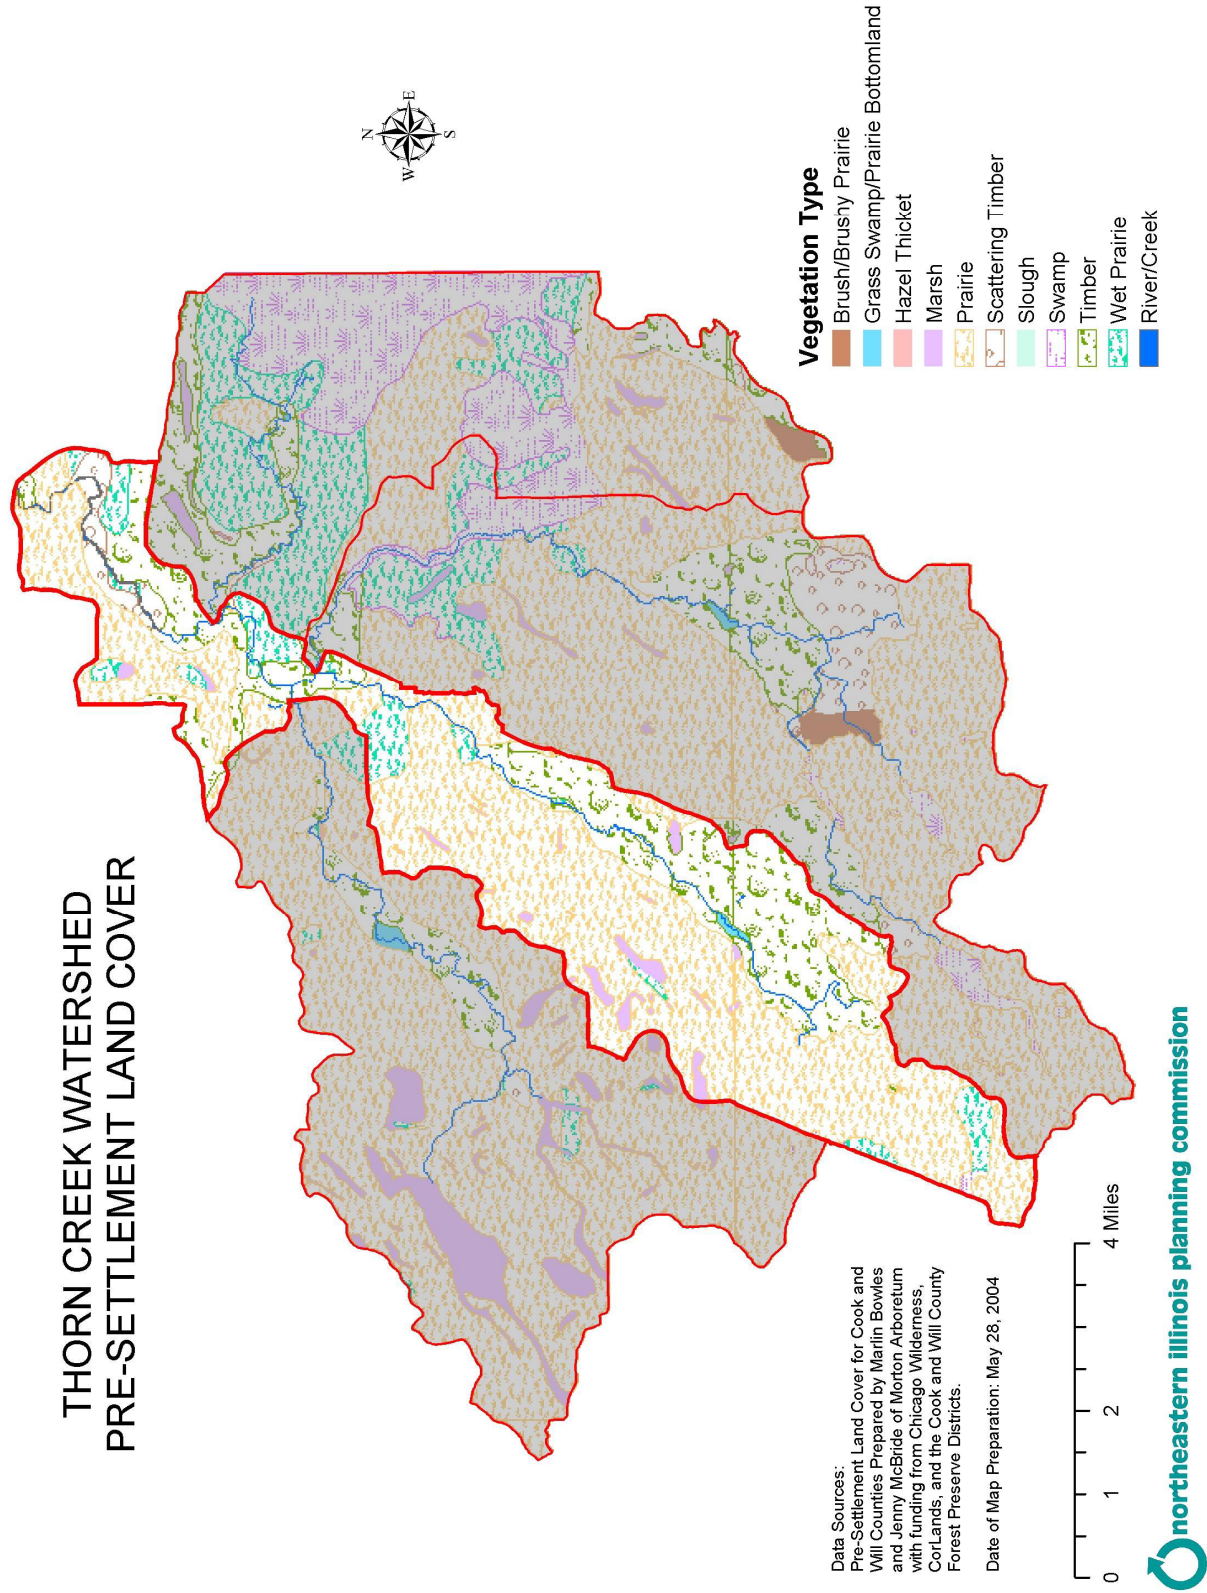 THORN CREEK WATERSHED
PRE-SETTLEMENT LAND COVER
N
W
E
S
Vegetation Type
Brush/Brushy Prairie
Grass Swamp/Prairie Bottomland
Hazel Thicket
Marsh
Prairie
Scattering Timber
Slough
Swamp
Timber
Wet Prairie
River/Creek
Data Sources:
Pre-Settlement Land Cover for Cook and
Will Counties Prepared by Marlin Bowles
and Jenny McBride of Morton Arboretum
with funding from Chicago Wilderness,
CorLands, and the Cook and Will County
Forest Preserve Districts.
Date of Map Preparation: May 28, 2004
0 1 2 4 Miles
northeastern illinois planning commission